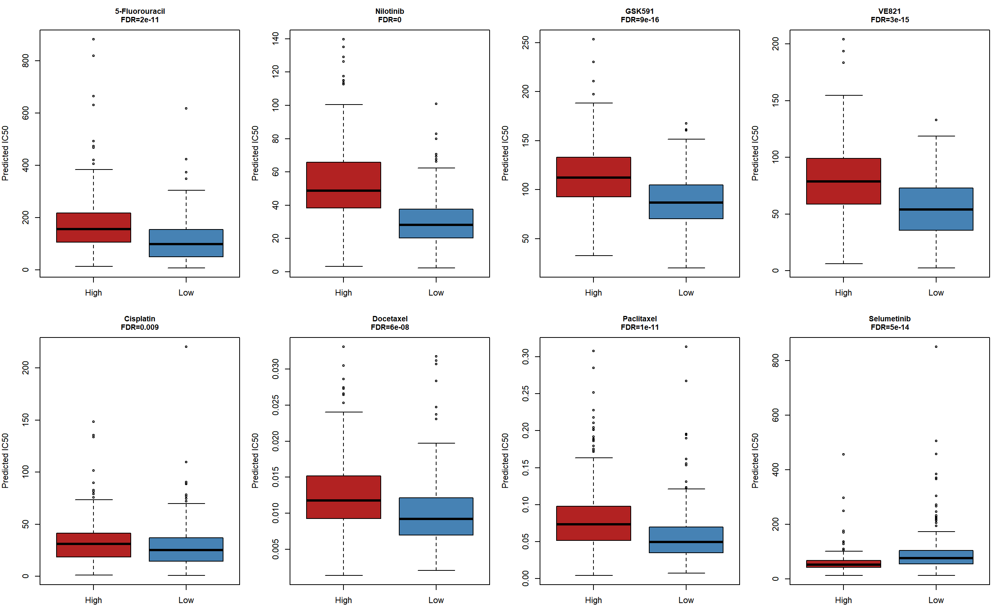 5-Fluorouracil
FDR=2e-11
Predicted IC50
800
600
400
200
0
High Low
Nilotinib
FDR=0
Predicted IC50
140
120
100
80
60
40
20
0
High Low
GSK591
FDR=9e-16
Predicted IC50
250
200
150
100
50
High Low
VE821
FDR=3e-15
Predicted IC50
200
150
100
50
0
High Low
Cisplatin
FDR=0.009
Predicted IC50
200
150
100
50
0
High Low
Docetaxel
FDR=6e-08
Predicted IC50
0.030
0.025
0.020
0.015
0.010
0.005
High Low
Paclitaxel
FDR=1e-11
Predicted IC50
0.30
0.25
0.20
0.15
0.10
0.05
0.00
High Low
Selumetinib
FDR=5e-14
Predicted IC50
800
600
400
200
0
High Low